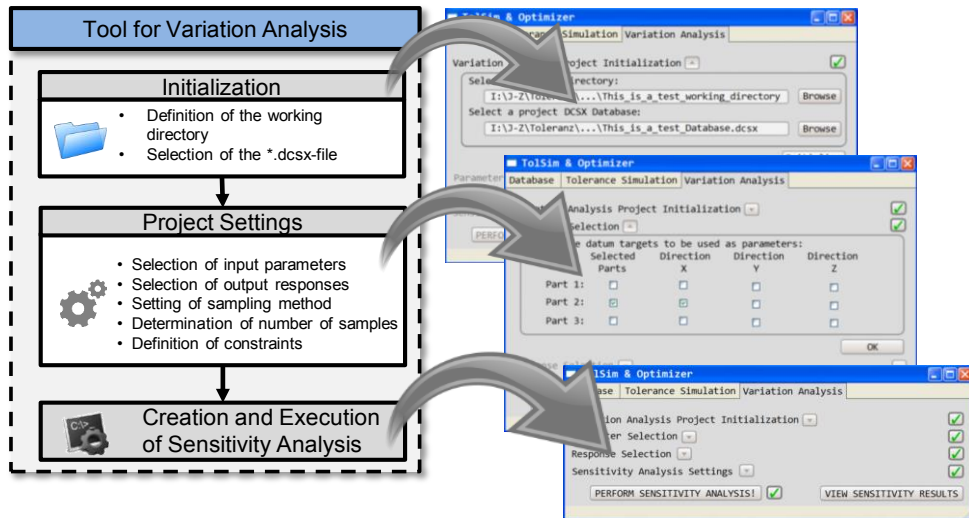 Tool for Variation Analysis
Initialization
• Definition of the working
directory
• Selection of the *.dcsx-file
Project Settings
• Selection of input parameters
• Selection of output responses
• Setting of sampling method
• Determination of number of samples
• Definition of constraints
C:\>
Creation and Execution
of Sensitivity Analysis
TolSim & Optimizer
Simulation Variation Analysis
Variation Project Initialization
directory:
I:\J-Z\Toleranz\...\This_is_a_test_working_directory Browse
Select a project DCSX Database:
I:\J-Z\Toleranz\...\This_is_a_test_Database.dcsx Browse
Parameter
TolSim & Optimizer
Database Tolerance Simulation Variation Analysis
Analysis Project Initialization
Selection
datum targets to be used as parameters:
Selected Direction Direction Direction
Parts X Y Z
Part 1:
Part 2:
Part 3:
OK
TolSim & Optimizer
Tolerance Simulation Variation Analysis
Analysis Project Initialization
Selection
Response Selection
Sensitivity Analysis Settings
PERFORM SENSITIVITY ANALYSIS! VIEW SENSITIVITY RESULTS